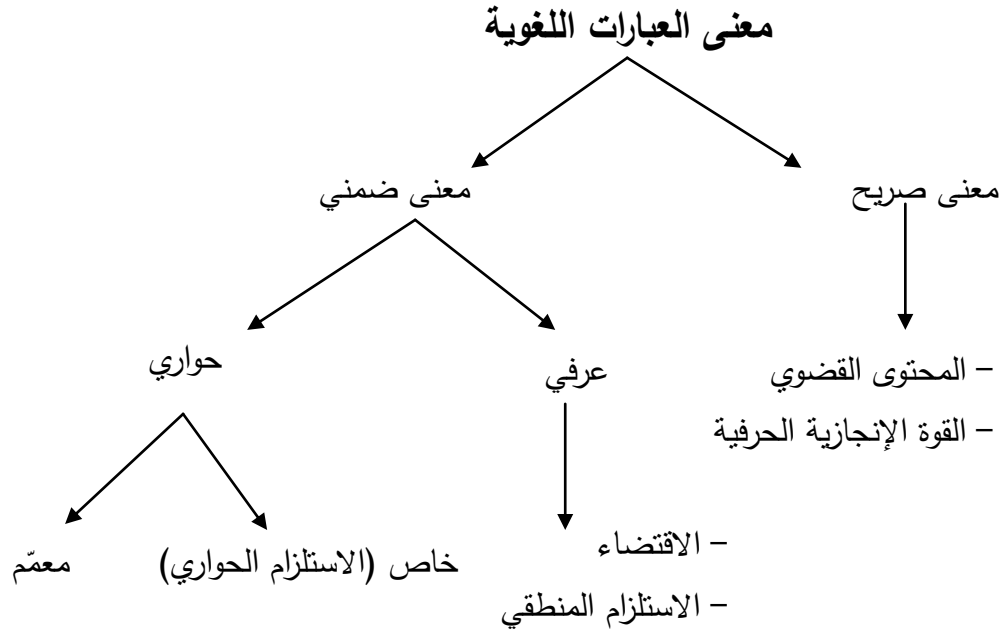 معنى العبارات اللغوية
معنى صريح
معنى ضمني
- المحتوى القضوي
- القوة الإنجازية الحرفية
عرفي
حواري
- الاقتضاء
- الاستلزام المنطقي
خاص (الاستلزام الحواري)
معمّم